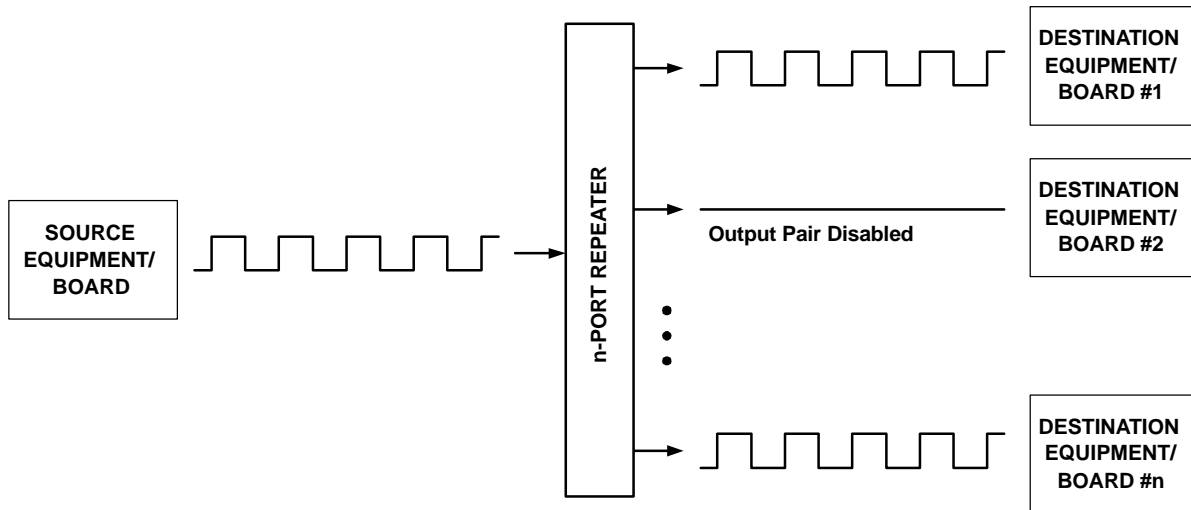 SOURCE
EQUIPMENT/
BOARD
n-PORT REPEATER
DESTINATION
EQUIPMENT/
BOARD #1
Output Pair Disabled
DESTINATION
EQUIPMENT/
BOARD #2
DESTINATION
EQUIPMENT/
BOARD #n